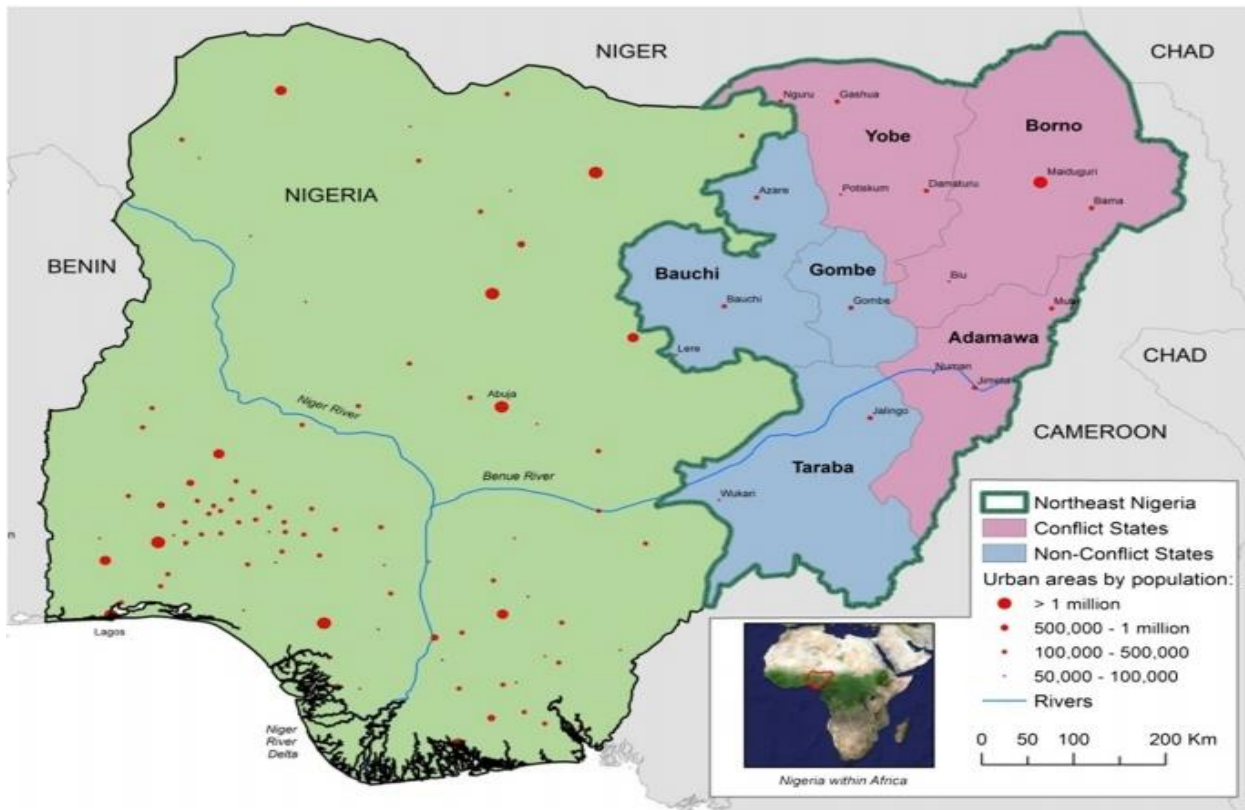 NIGER
CHAD
Nguru
Gashua
Yobe
Borno
Maiduguri
Azare
Potiskum
Damaturu
Bama
NIGERIA
BENIN
Bauchi
Gombe
Biu
Bauchi
Gombe
Mubi
Adamawa
CHAD
Lere
Numan
Jimeta
Abuja
Niger River
Jalingo
CAMEROON
Benue River
Taraba
Wukari
Northeast Nigeria
Conflict States
Non-Conflict States
Urban areas by population:
> 1 million
500,000 - 1 million
100,000 - 500,000
50,000 - 100,000
Rivers
0 50 100 200 Km
Lagos
Niger
River
Delta
Nigeria within Africa